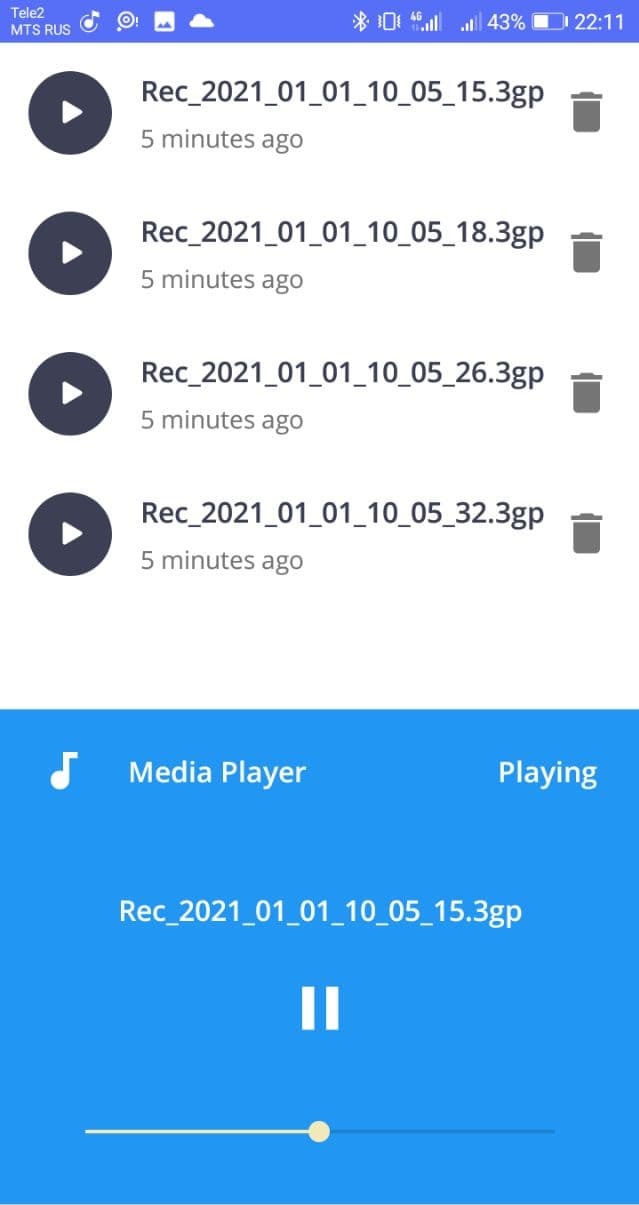 Tele2
MTS RUS
4G
43%
22:11
Rec_2021_01_01_10_05_15.3gp
5 minutes ago
Rec_2021_01_01_10_05_18.3gp
5 minutes ago
Rec_2021_01_01_10_05_26.3gp
5 minutes ago
Rec_2021_01_01_10_05_32.3gp
5 minutes ago
Media Player
Playing
Rec_2021_01_01_10_05_15.3gp